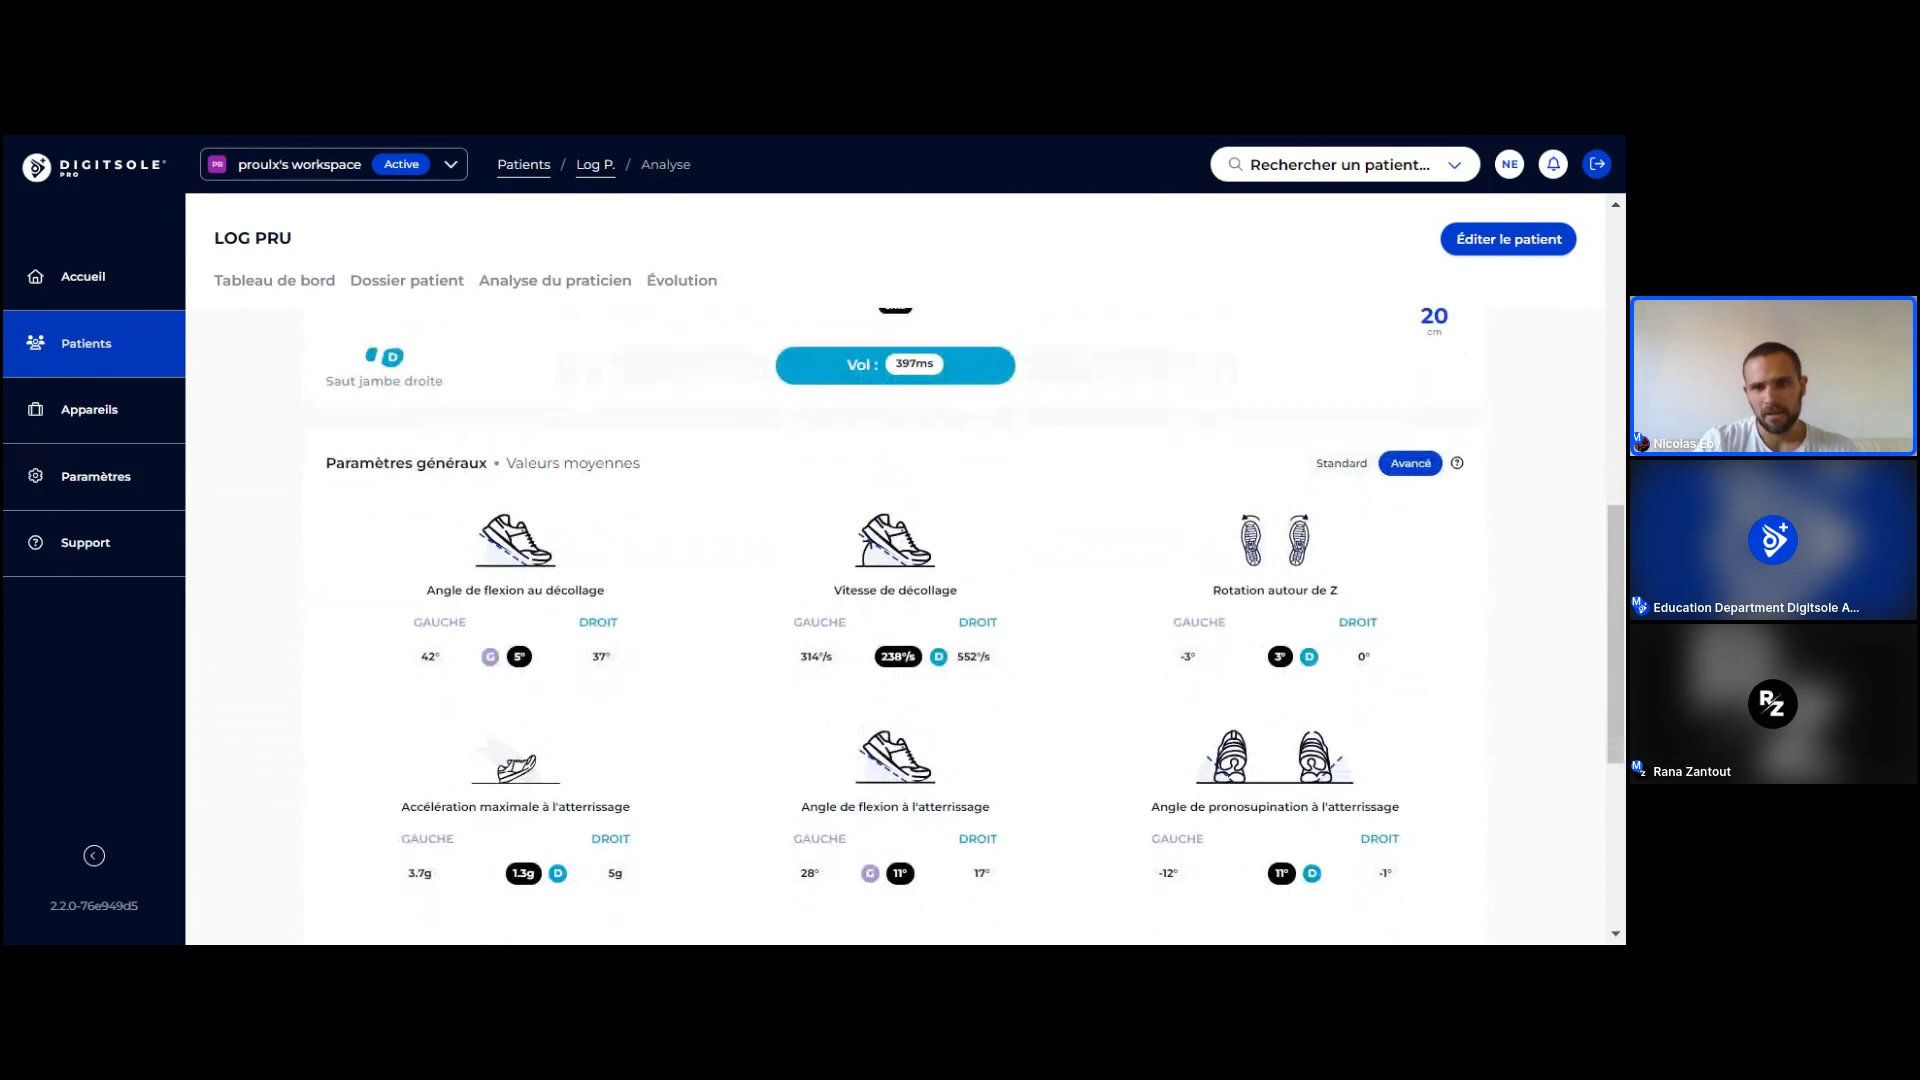 DIGITSOLE
PRO
PR proulx's workspace Active
Patients / Log P. / Analyse
Rechercher un patient...
NE
LOG PRU
Éditer le patient
Tableau de bord Dossier patient Analyse du praticien Évolution
Accueil
Patients
Appareils
Paramètres
Support
2.2.0-76e949d5
20
cm
D
Saut jambe droite
Vol : 397ms
Paramètres généraux • Valeurs moyennes
Standard Avancé ?
Angle de flexion au décollage
GAUCHE DROIT
42° G 5° 37°
Vitesse de décollage
GAUCHE DROIT
314°/s 238°/s D 552°/s
Rotation autour de Z
GAUCHE DROIT
-3° 3° D 0°
Accélération maximale à l'atterrissage
GAUCHE DROIT
3.7g 1.3g D 5g
Angle de flexion à l'atterrissage
GAUCHE DROIT
28° G 11° 17°
Angle de pronosupination à l'atterrissage
GAUCHE DROIT
-12° 11° D -1°
Nicolas Eby
Education Department Digitsole A...
RZ
Rana Zantout